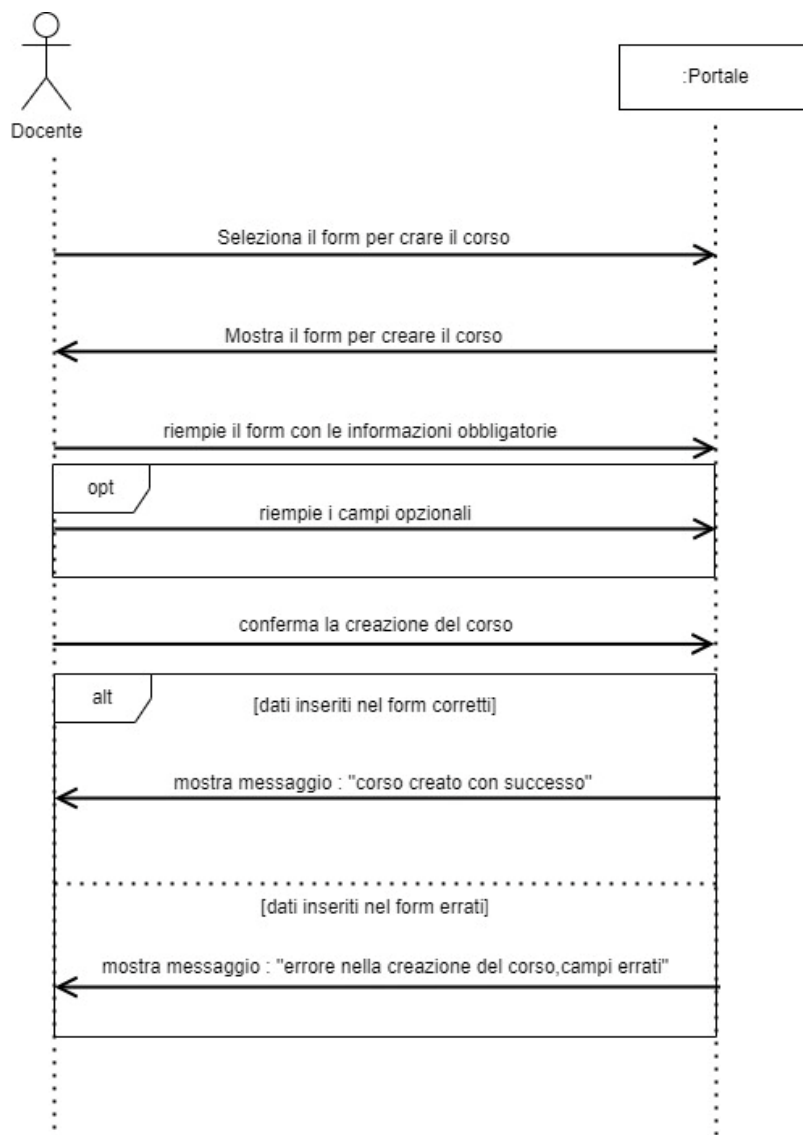 :Portale
Docente
Seleziona il form per crare il corso
Mostra il form per creare il corso
riempie il form con le informazioni obbligatorie
opt
riempie i campi opzionali
conferma la creazione del corso
alt
[dati inseriti nel form corretti]
mostra messaggio : "corso creato con successo"
[dati inseriti nel form errati]
mostra messaggio : "errore nella creazione del corso,campi errati"